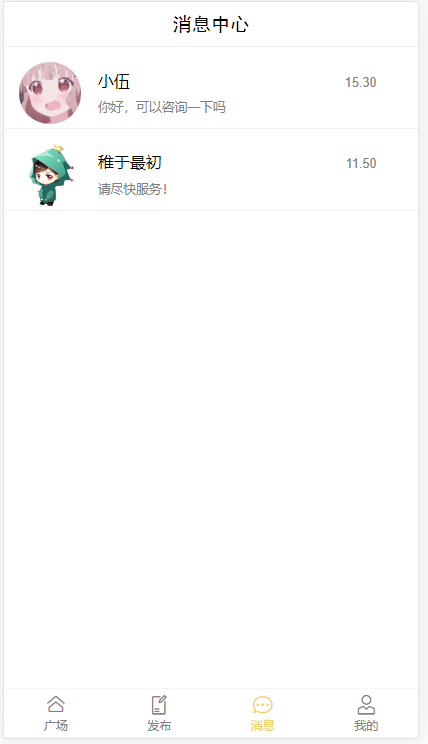 消息中心
小伍
15.30
你好，可以咨询一下吗
稚于最初
11.50
请尽快服务！
广场
发布
消息
我的